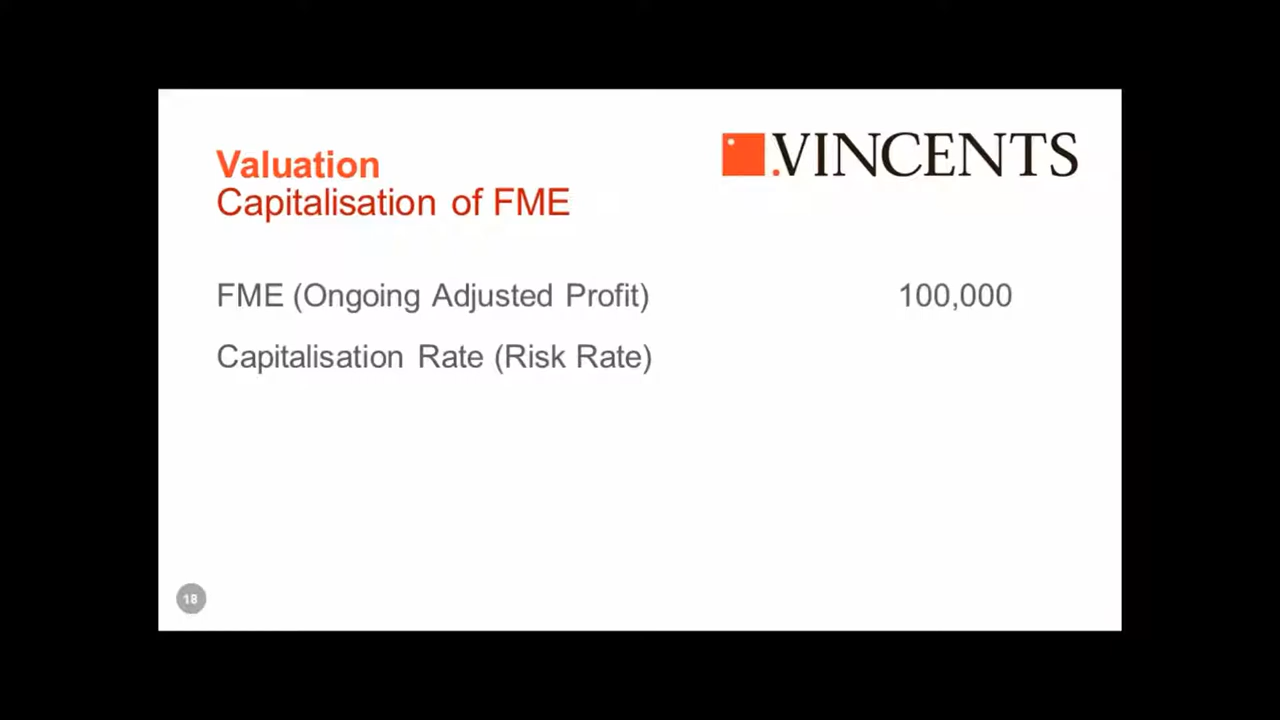 Valuation
.VINCENTS
Capitalisation of FME
FME (Ongoing Adjusted Profit) 100,000
Capitalisation Rate (Risk Rate)
18